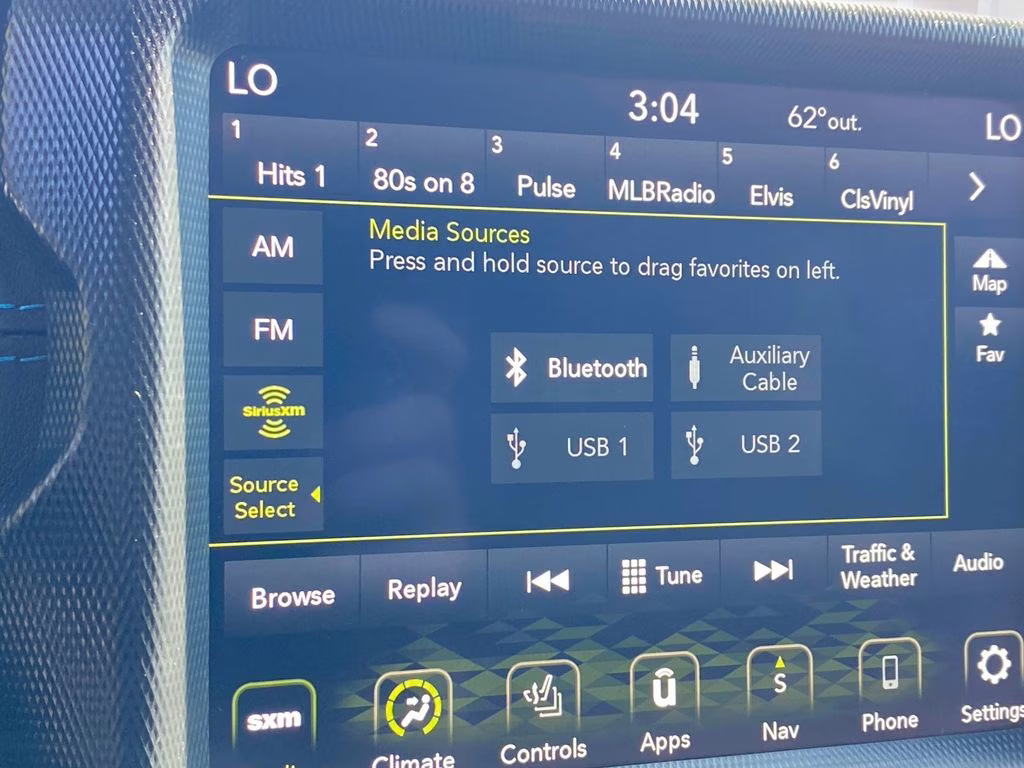 LO
3:04
62°out.
LO
1
Hits 1
2
80s on 8
3
Pulse
4
MLBRadio
5
Elvis
6
ClsVinyl
AM
FM
SiriusXM
Source
Select
Media Sources
Press and hold source to drag favorites on left.
Bluetooth
Auxiliary
Cable
USB 1
USB 2
Map
Fav
Browse
Replay
Tune
Traffic &
Weather
Audio
sxm
Climate
Controls
û
Apps
S
Nav
Phone
Settings